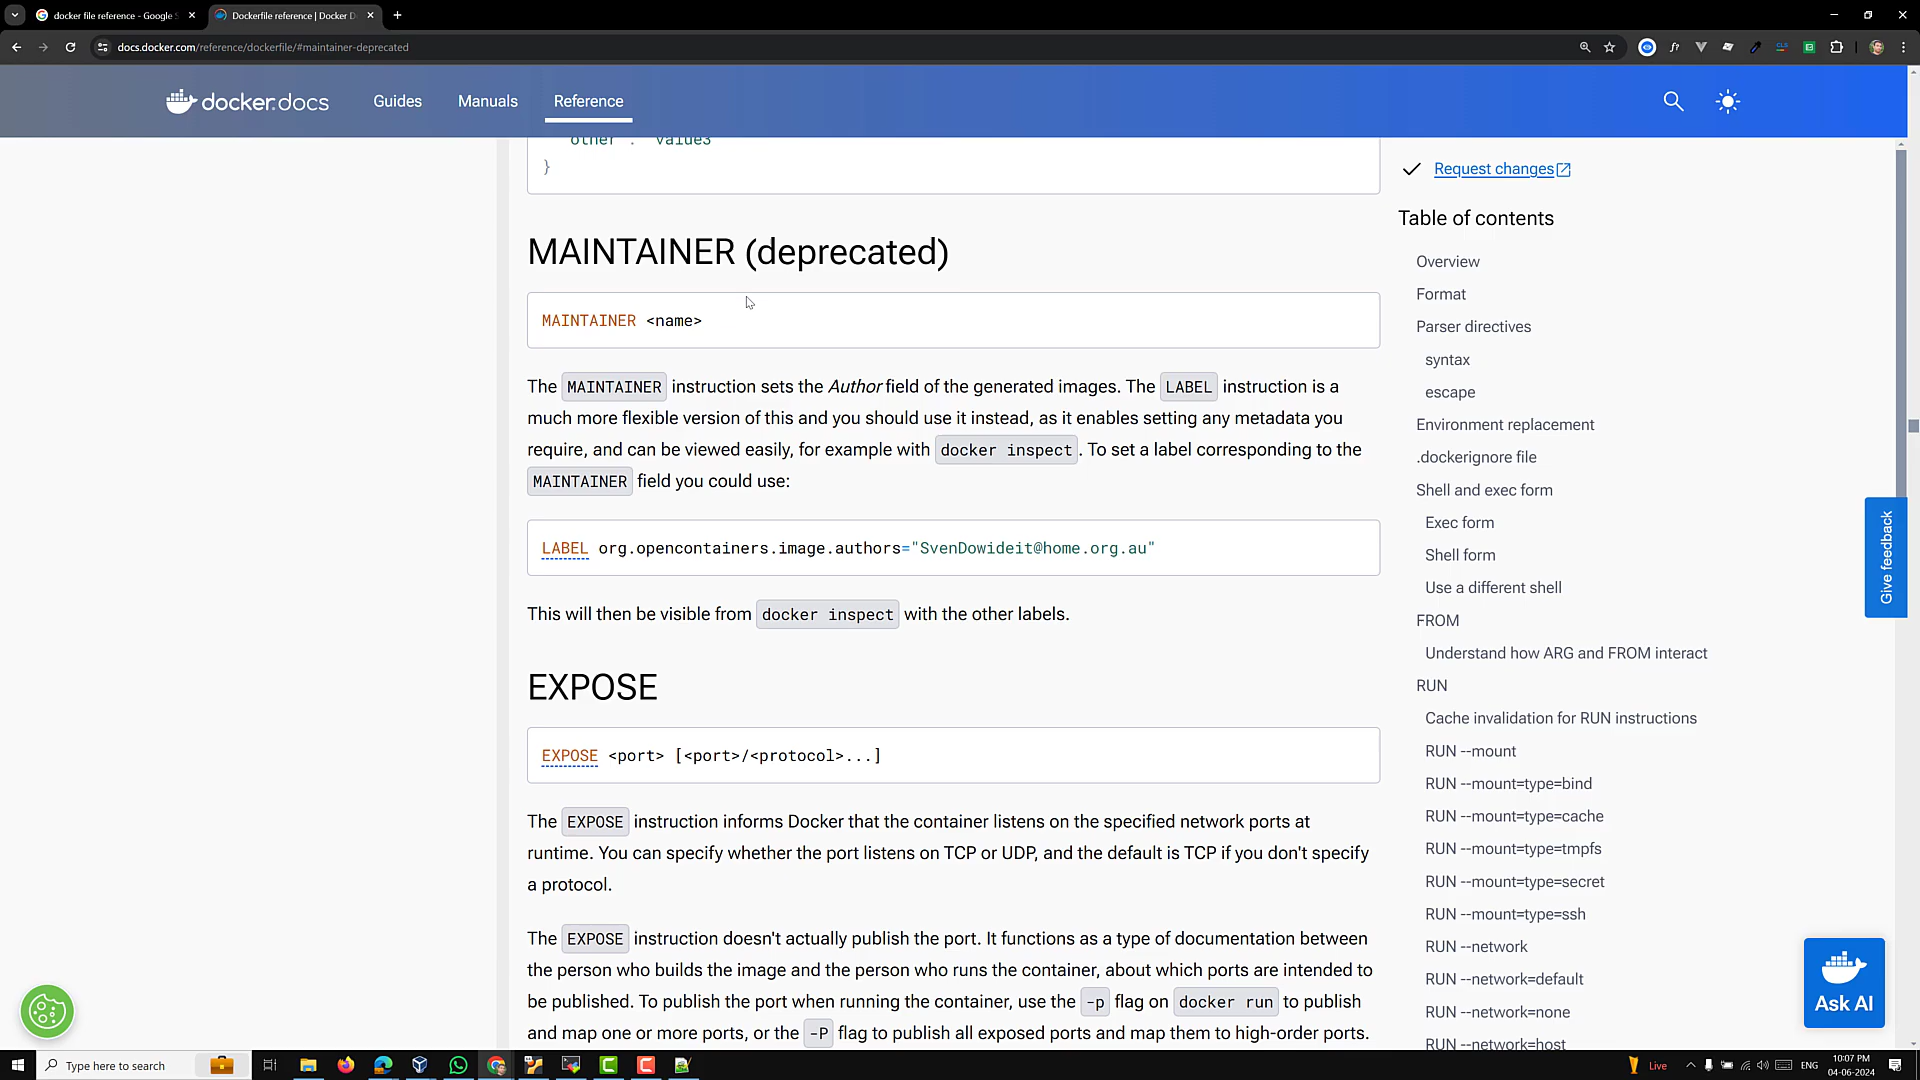 docker file reference - Google S
Dockerfile reference | Docker D
docs.docker.com/reference/dockerfile/#maintainer-deprecated
docker.docs
Guides
Manuals
Reference
"other": "value3"
}
MAINTAINER (deprecated)
MAINTAINER <name>
The MAINTAINER instruction sets the Author field of the generated images. The LABEL instruction is a
much more flexible version of this and you should use it instead, as it enables setting any metadata you
require, and can be viewed easily, for example with docker inspect. To set a label corresponding to the
MAINTAINER field you could use:
LABEL org.opencontainers.image.authors="SvenDowideit@home.org.au"
This will then be visible from docker inspect with the other labels.
EXPOSE
EXPOSE <port> [<port>/<protocol>...]
The EXPOSE instruction informs Docker that the container listens on the specified network ports at
runtime. You can specify whether the port listens on TCP or UDP, and the default is TCP if you don't specify
a protocol.
The EXPOSE instruction doesn't actually publish the port. It functions as a type of documentation between
the person who builds the image and the person who runs the container, about which ports are intended to
be published. To publish the port when running the container, use the -p flag on docker run to publish
and map one or more ports, or the -P flag to publish all exposed ports and map them to high-order ports.
Request changes
Table of contents
Overview
Format
Parser directives
syntax
escape
Environment replacement
.dockerignore file
Shell and exec form
Exec form
Shell form
Use a different shell
FROM
Understand how ARG and FROM interact
RUN
Cache invalidation for RUN instructions
RUN --mount
RUN --mount=type=bind
RUN --mount=type=cache
RUN --mount=type=tmpfs
RUN --mount=type=secret
RUN --mount=type=ssh
RUN --network
RUN --network=default
RUN --network=none
RUN --network=host
Give feedback
Ask AI
Type here to search
Live
ENG
10:07 PM
04-06-2024